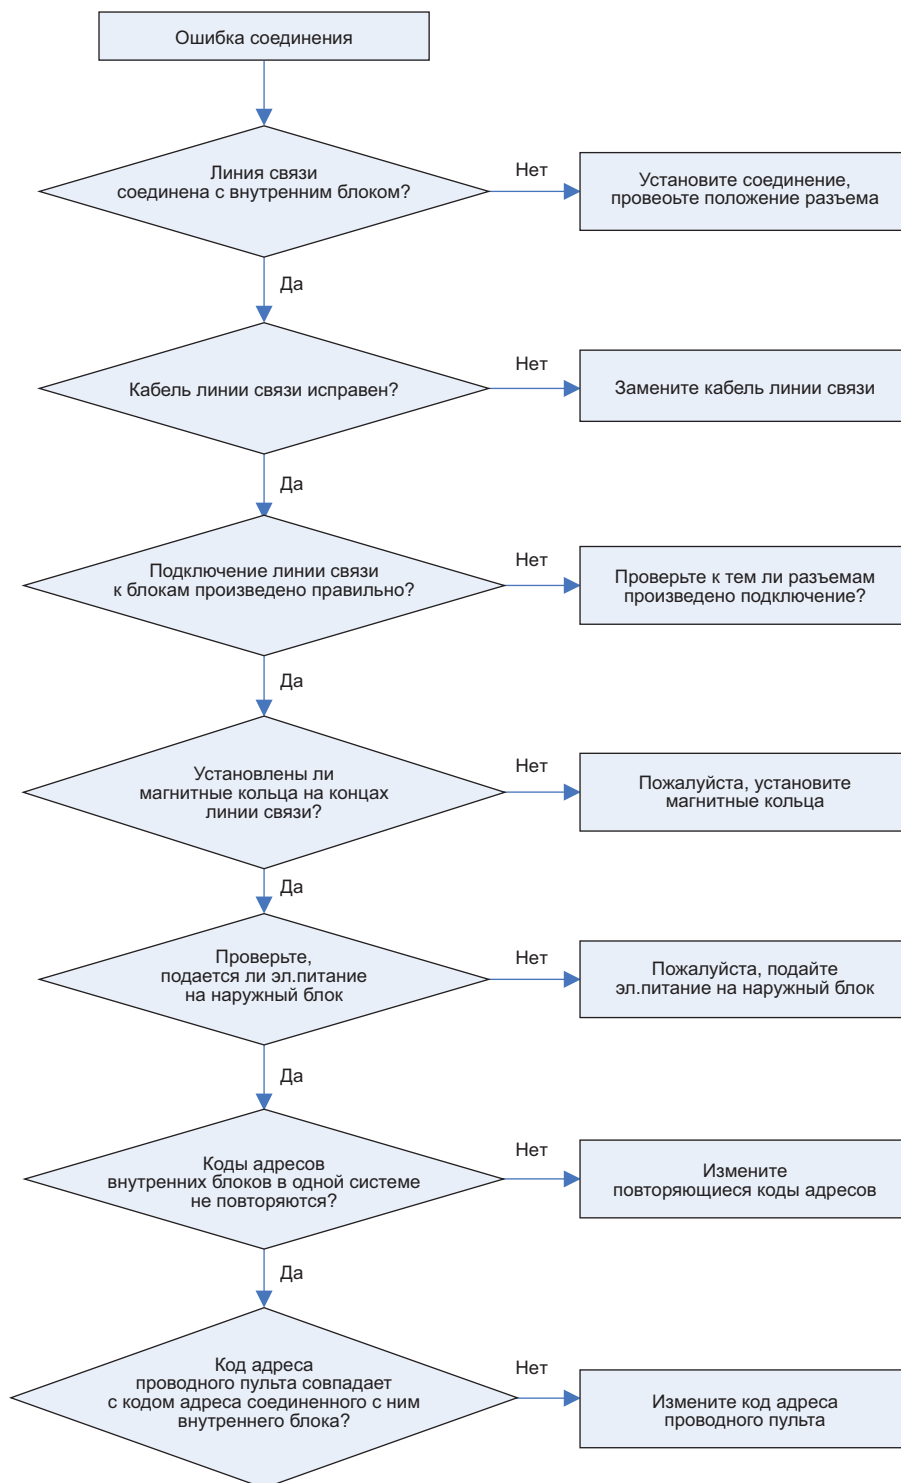 Ошибка соединения
Линия связи
соединена с внутренним блоком?
Нет
Установите соединение,
провеоьте положение разъема
Да
Кабель линии связи исправен?
Нет
Замените кабель линии связи
Да
Подключение линии связи
к блокам произведено правильно?
Нет
Проверьте к тем ли разъемам
произведено подключение?
Да
Установлены ли
магнитные кольца на концах
линии связи?
Нет
Пожалуйста, установите
магнитные кольца
Да
Проверьте,
подается ли эл.питание
на наружный блок
Нет
Пожалуйста, подайте
эл.питание на наружный блок
Да
Коды адресов
внутренних блоков в одной системе
не повторяются?
Нет
Измените
повторяющиеся коды адресов
Да
Код адреса
проводного пульта совпадает
с кодом адреса соединенного с ним
внутреннего блока?
Нет
Измените код адреса
проводного пульта